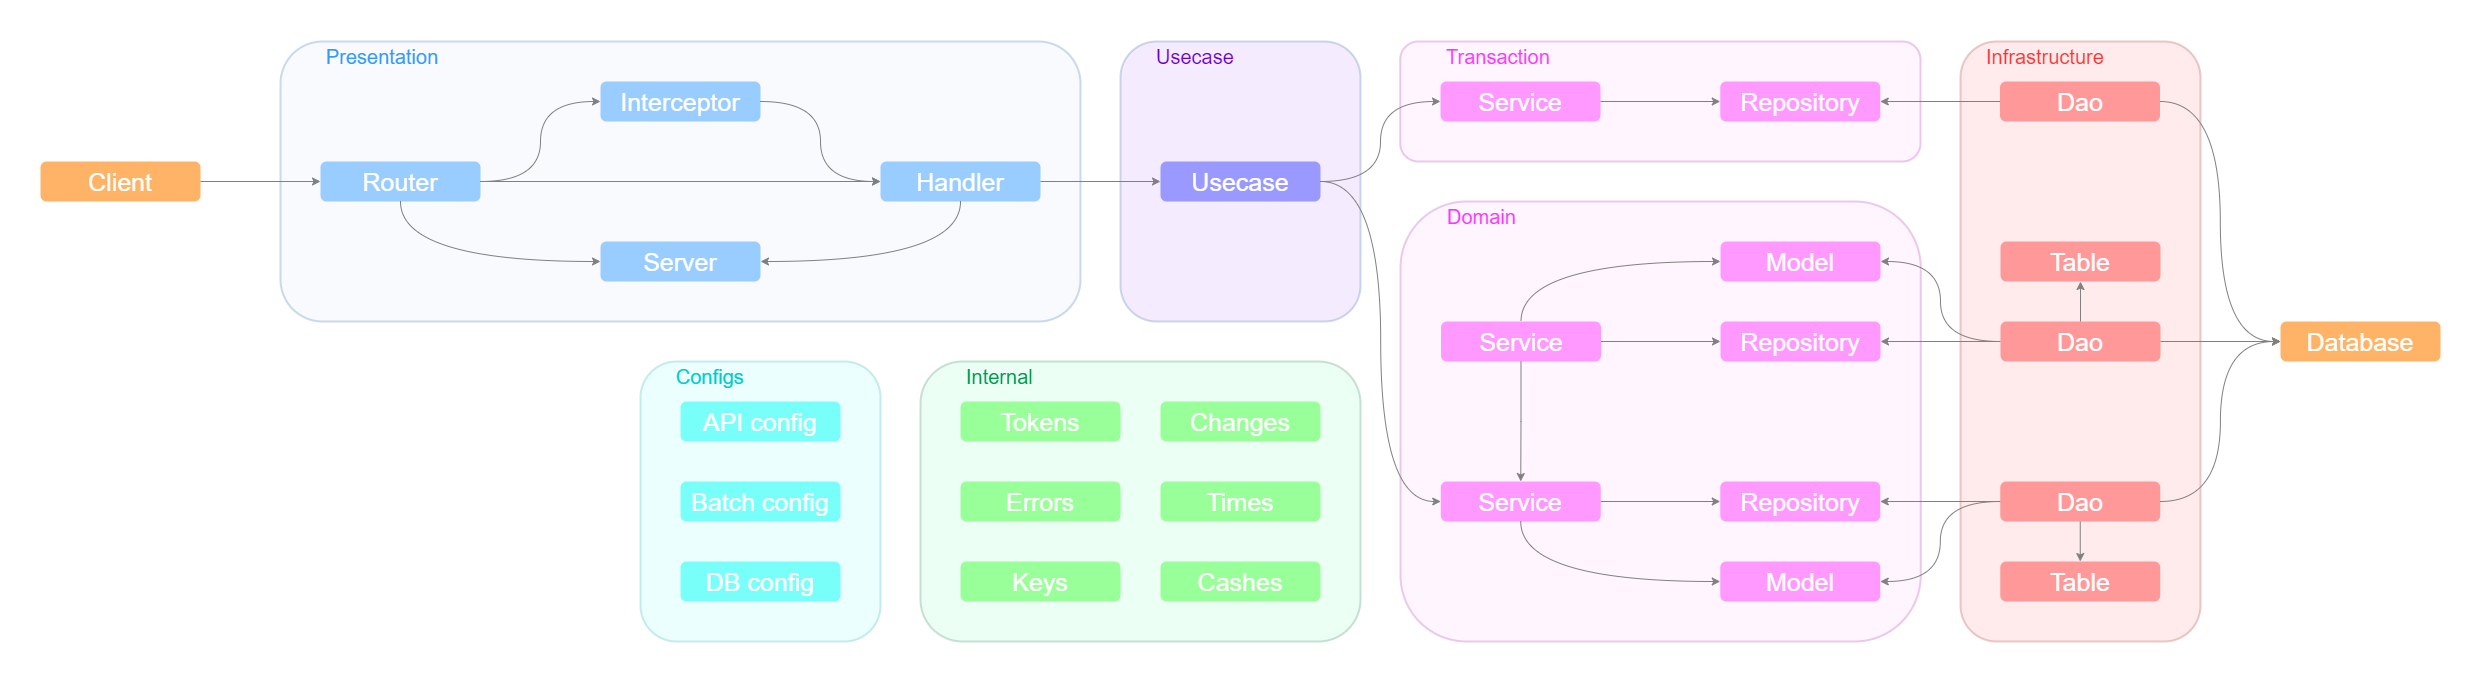 Presentation
Interceptor
Client
Router
Handler
Server
Usecase
Usecase
Transaction
Service
Repository
Domain
Model
Service
Repository
Service
Repository
Model
Infrastructure
Dao
Table
Dao
Dao
Table
Database
Configs
API config
Batch config
DB config
Internal
Tokens
Changes
Errors
Times
Keys
Cashes